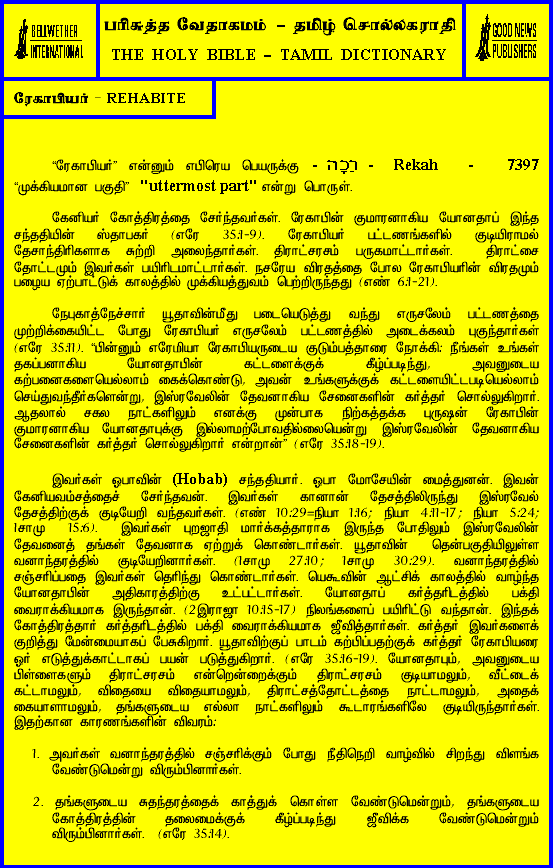 BELLWETHER
INTERNATIONAL
பரிசுத்த வேதாகமம் – தமிழ் சொல்லகராதி
THE HOLY BIBLE – TAMIL DICTIONARY
GOOD NEWS
PUBLISHERS
ரேகாபியர் – REHABITE
“ரேகாபியர்” என்னும் எபிரெய பெயருக்கு - רֵכָה - Rekah - 7397
“முக்கியமான பகுதி” "uttermost part" என்று பொருள்.
கேனியர் கோத்திரத்தை சேர்ந்தவர்கள். ரேகாபின் குமாரனாகிய யோனதாப் இந்த
சந்ததியின் ஸ்தாபகர் (எரே 35:1-9). ரேகாபியர் பட்டணங்களில் குடியிராமல்
தேசாந்திரிகளாக சுற்றி அலைந்தார்கள். திராட்சரசம் பருகமாட்டார்கள். திராட்சை
தோட்டமும் இவர்கள் பயிரிடமாட்டார்கள். நசரேய விரதத்தை போல ரேகாபியரின் விரதமும்
பழைய ஏற்பாட்டுக் காலத்தில் முக்கியத்துவம் பெற்றிருந்தது (எண் 6:1-21).
நேபுகாத்நேச்சார் யூதாவின்மீது படையெடுத்து வந்து எருசலேம் பட்டணத்தை
முற்றிக்கையிட்ட போது ரேகாபியர் எருசலேம் பட்டணத்தில் அடைக்கலம் புகுந்தார்கள்
(எரே 35:11). “பின்னும் எரேமியா ரேகாபியருடைய குடும்பத்தாரை நோக்கி: நீங்கள் உங்கள்
தகப்பனாகிய யோனதாபின் கட்டளைக்குக் கீழ்ப்படிந்து, அவனுடைய
கற்பனைகளையெல்லாம் கைக்கொண்டு, அவன் உங்களுக்குக் கட்டளையிட்டபடியெல்லாம்
செய்துவந்தீர்களென்று, இஸ்ரவேலின் தேவனாகிய சேனைகளின் கர்த்தர் சொல்லுகிறார்.
ஆதலால் சகல நாட்களிலும் எனக்கு முன்பாக நிற்கத்தக்க புருஷன் ரேகாபின்
குமாரனாகிய யோனதாபுக்கு இல்லாமற்போவதில்லையென்று இஸ்ரவேலின் தேவனாகிய
சேனைகளின் கர்த்தர் சொல்லுகிறார் என்றான்” (எரே 35:18-19).
இவர்கள் ஓபாவின் (Hobab) சந்ததியார். ஓபா மோசேயின் மைத்துனன். இவன்
கேனியவம்சத்தைச் சேர்ந்தவன். இவர்கள் கானான் தேசத்திலிருந்து இஸ்ரவேல்
தேசத்திற்குக் குடியேறி வந்தவர்கள். (எண் 10:29=நியா 1:16; நியா 4:11-17; நியா 5:24;
1சாமு 15:6). இவர்கள் புறஜாதி மார்க்கத்தாராக இருந்த போதிலும் இஸ்ரவேலின்
தேவனைத் தங்கள் தேவனாக ஏற்றுக் கொண்டார்கள். யூதாவின் தென்பகுதியிலுள்ள
வனாந்தரத்தில் குடியேறினார்கள். (1சாமு 27:10; 1சாமு 30:29). வனாந்தரத்தில்
சஞ்சரிப்பதை இவர்கள் தெரிந்து கொண்டார்கள். யெகூவின் ஆட்சிக் காலத்தில் வாழ்ந்த
யோனதாபின் அதிகாரத்திற்கு உட்பட்டார்கள். யோனதாப் கர்த்தரிடத்தில் பக்தி
வைராக்கியமாக இருந்தான். (2இராஜா 10:15-17) நிலங்களைப் பயிரிட்டு வந்தான். இந்தக்
கோத்திரத்தார் கர்த்தரிடத்தில் பக்தி வைராக்கியமாக ஜீவித்தார்கள். கர்த்தர் இவர்களைக்
குறித்து மேன்மையாகப் பேசுகிறார். யூதாவிற்குப் பாடம் கற்பிப்பதற்குக் கர்த்தர் ரேகாபியரை
ஓர் எடுத்துக்காட்டாகப் பயன் படுத்துகிறார். (எரே 35:16-19). யோனதாபும், அவனுடைய
பிள்ளைகளும் திராட்சரசம் என்றென்றைக்கும் திராட்சரசம் குடியாமலும், வீட்டைக்
கட்டாமலும், விதையை விதையாமலும், திராட்சத்தோட்டத்தை நாட்டாமலும், அதைக்
கையாளாமலும், தங்களுடைய எல்லா நாட்களிலும் கூடாரங்களிலே குடியிருந்தார்கள்.
இதற்கான காரணங்களின் விவரம்:
1. அவர்கள் வனாந்தரத்தில் சஞ்சரிக்கும் போது நீதிநெறி வாழ்வில் சிறந்து விளங்க
வேண்டுமென்று விரும்பினார்கள்.
2. தங்களுடைய சுதந்தரத்தைக் காத்துக் கொள்ள வேண்டுமென்றும், தங்களுடைய
கோத்திரத்தின் தலைமைக்குக் கீழ்ப்படிந்து ஜீவிக்க வேண்டுமென்றும்
விரும்பினார்கள். (எரே 35:14).